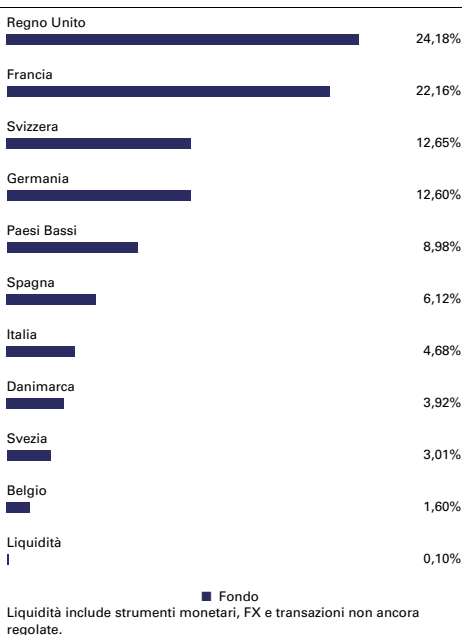 Regno Unito
24,18%
Francia
22,16%
Svizzera
12,65%
Germania
12,60%
Paesi Bassi
8,98%
Spagna
6,12%
Italia
4,68%
Danimarca
3,92%
Svezia
3,01%
Belgio
1,60%
Liquidità
0,10%
Fondo
Liquidità include strumenti monetari, FX e transazioni non ancora
regolate.